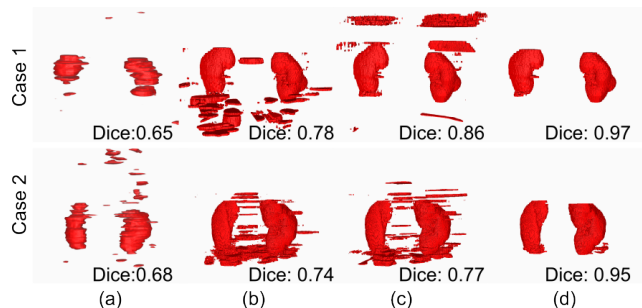 Case 1
Dice:0.65
Dice: 0.78
Dice: 0.86
Dice: 0.97
Case 2
Dice:0.68
Dice: 0.74
Dice: 0.77
Dice: 0.95
(a)
(b)
(c)
(d)